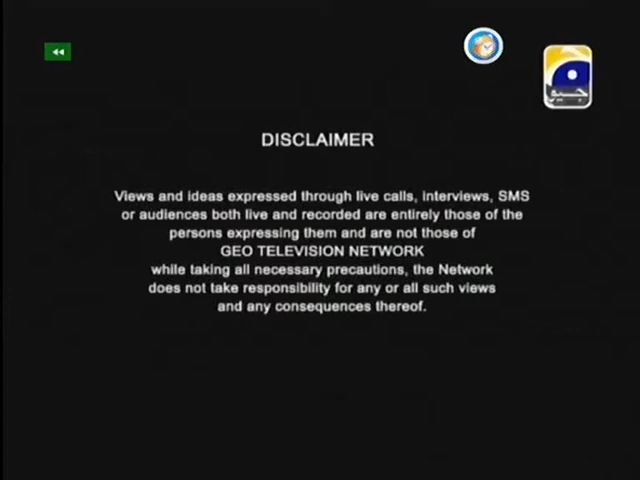 جیو
DISCLAIMER
Views and ideas expressed through live calls, interviews, SMS
or audiences both live and recorded are entirely those of the
persons expressing them and are not those of
GEO TELEVISION NETWORK
while taking all necessary precautions, the Network
does not take responsibility for any or all such views
and any consequences thereof.